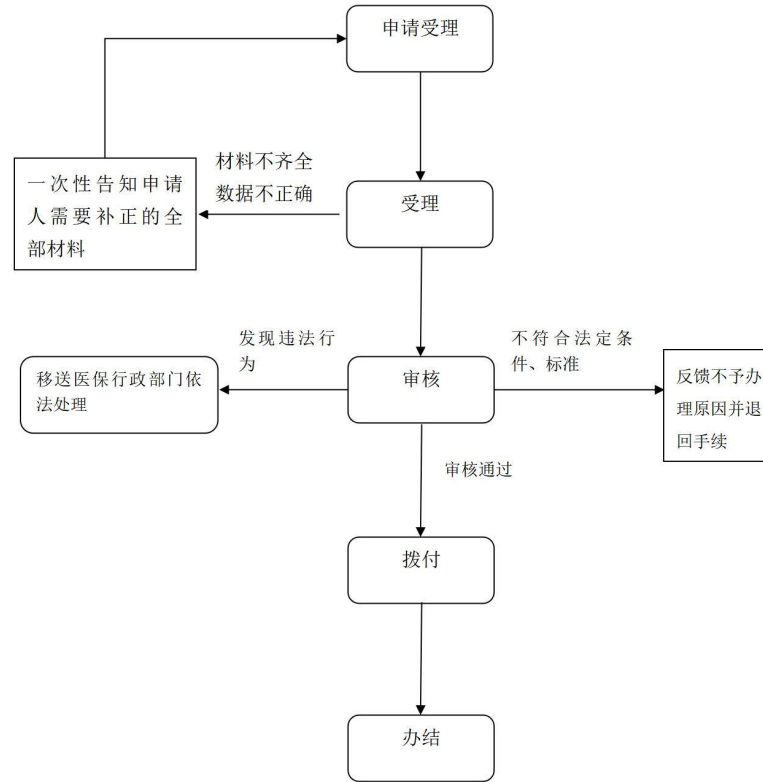 申请受理
材料不齐全
数据不正确
一次性告知申请
人需要补正的全
部材料
受理
发现违法行
为
不符合法定条
件、标准
移送医保行政部门依
法处理
审核
反馈不予办
理原因并退
回手续
审核通过
拨付
办结